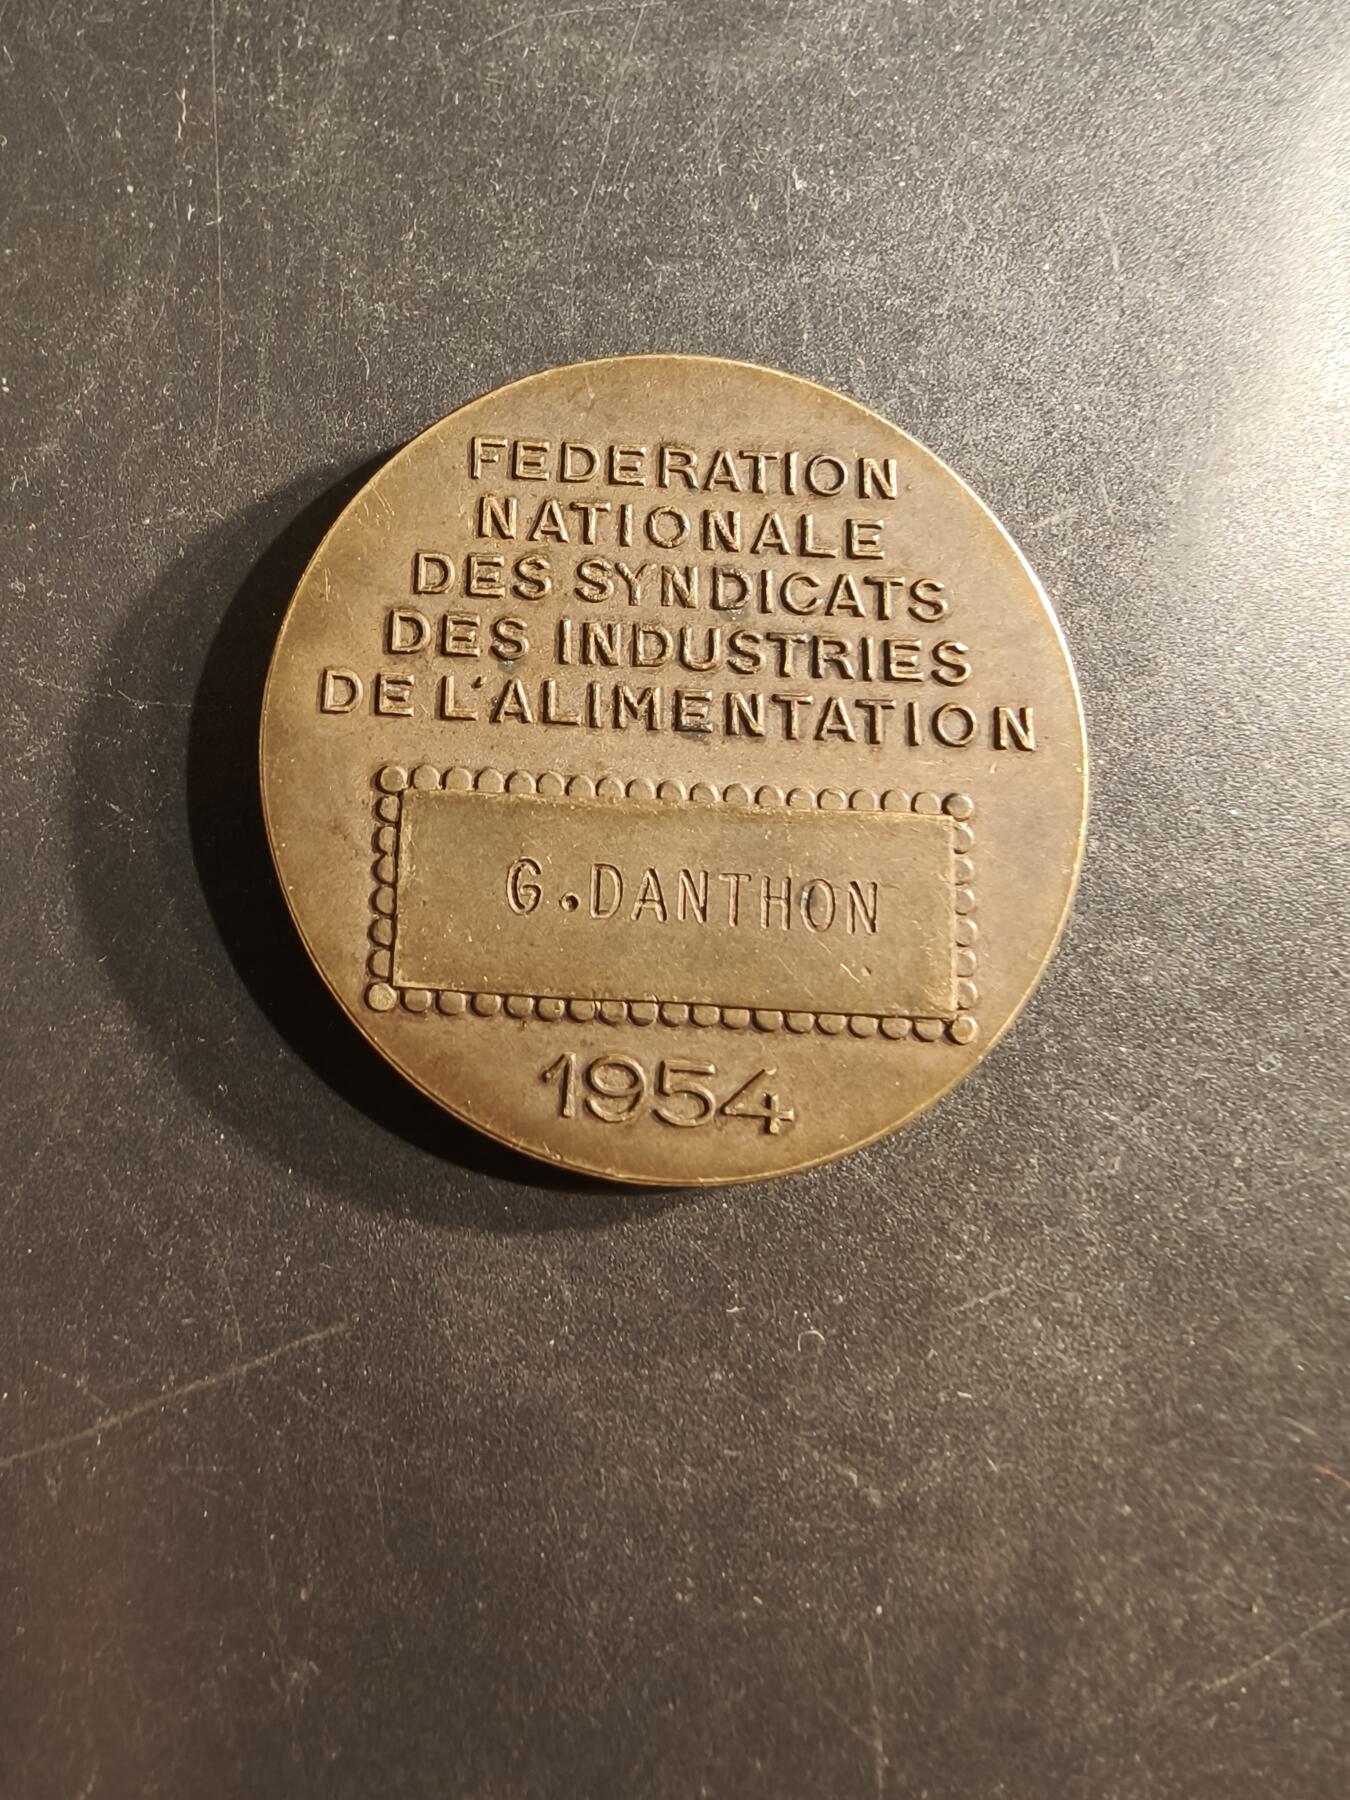 FEDERATION
NATIONALE
DES SYNDICATS
DES INDUSTRIES
DE L'ALIMENTATION
G.DANTHON
1954